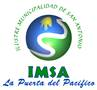 ILUSTRE MUNICIPALIDAD DE SAN ANTONIO
IMSA
La Puerta del Pacífico